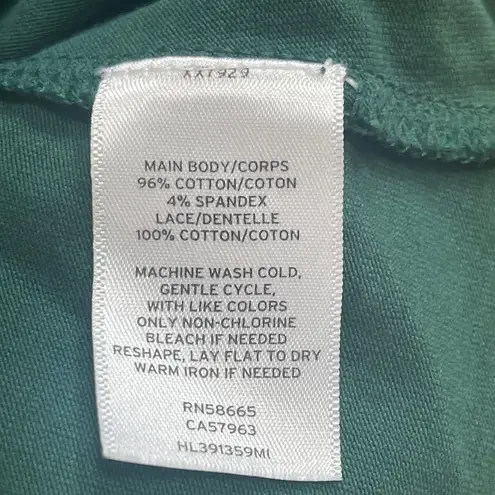 MAIN BODY/CORPS
96% COTTON/COTON
4% SPANDEX
LACE/DENTELLE
100% COTTON/COTON
MACHINE WASH COLD,
GENTLE CYCLE,
WITH LIKE COLORS
ONLY NON-CHLORINE
BLEACH IF NEEDED
RESHAPE, LAY FLAT TO DRY
WARM IRON IF NEEDED
RN58665
CA57963
HL391359MI